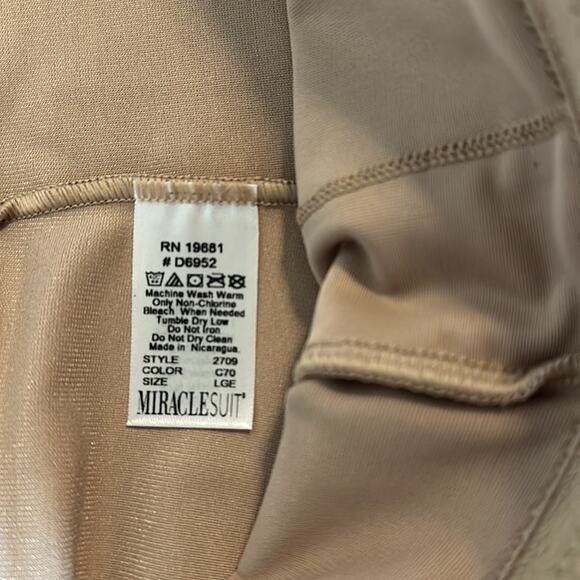 RN 19681
# D6952
Machine Wash Warm
Only Non-Chlorine
Bleach When Needed
Tumble Dry Low
Do Not Iron
Do Not Dry Clean
Made in Nicaragua.
STYLE 2709
COLOR C70
SIZE LGE
MIRACLESUIT®